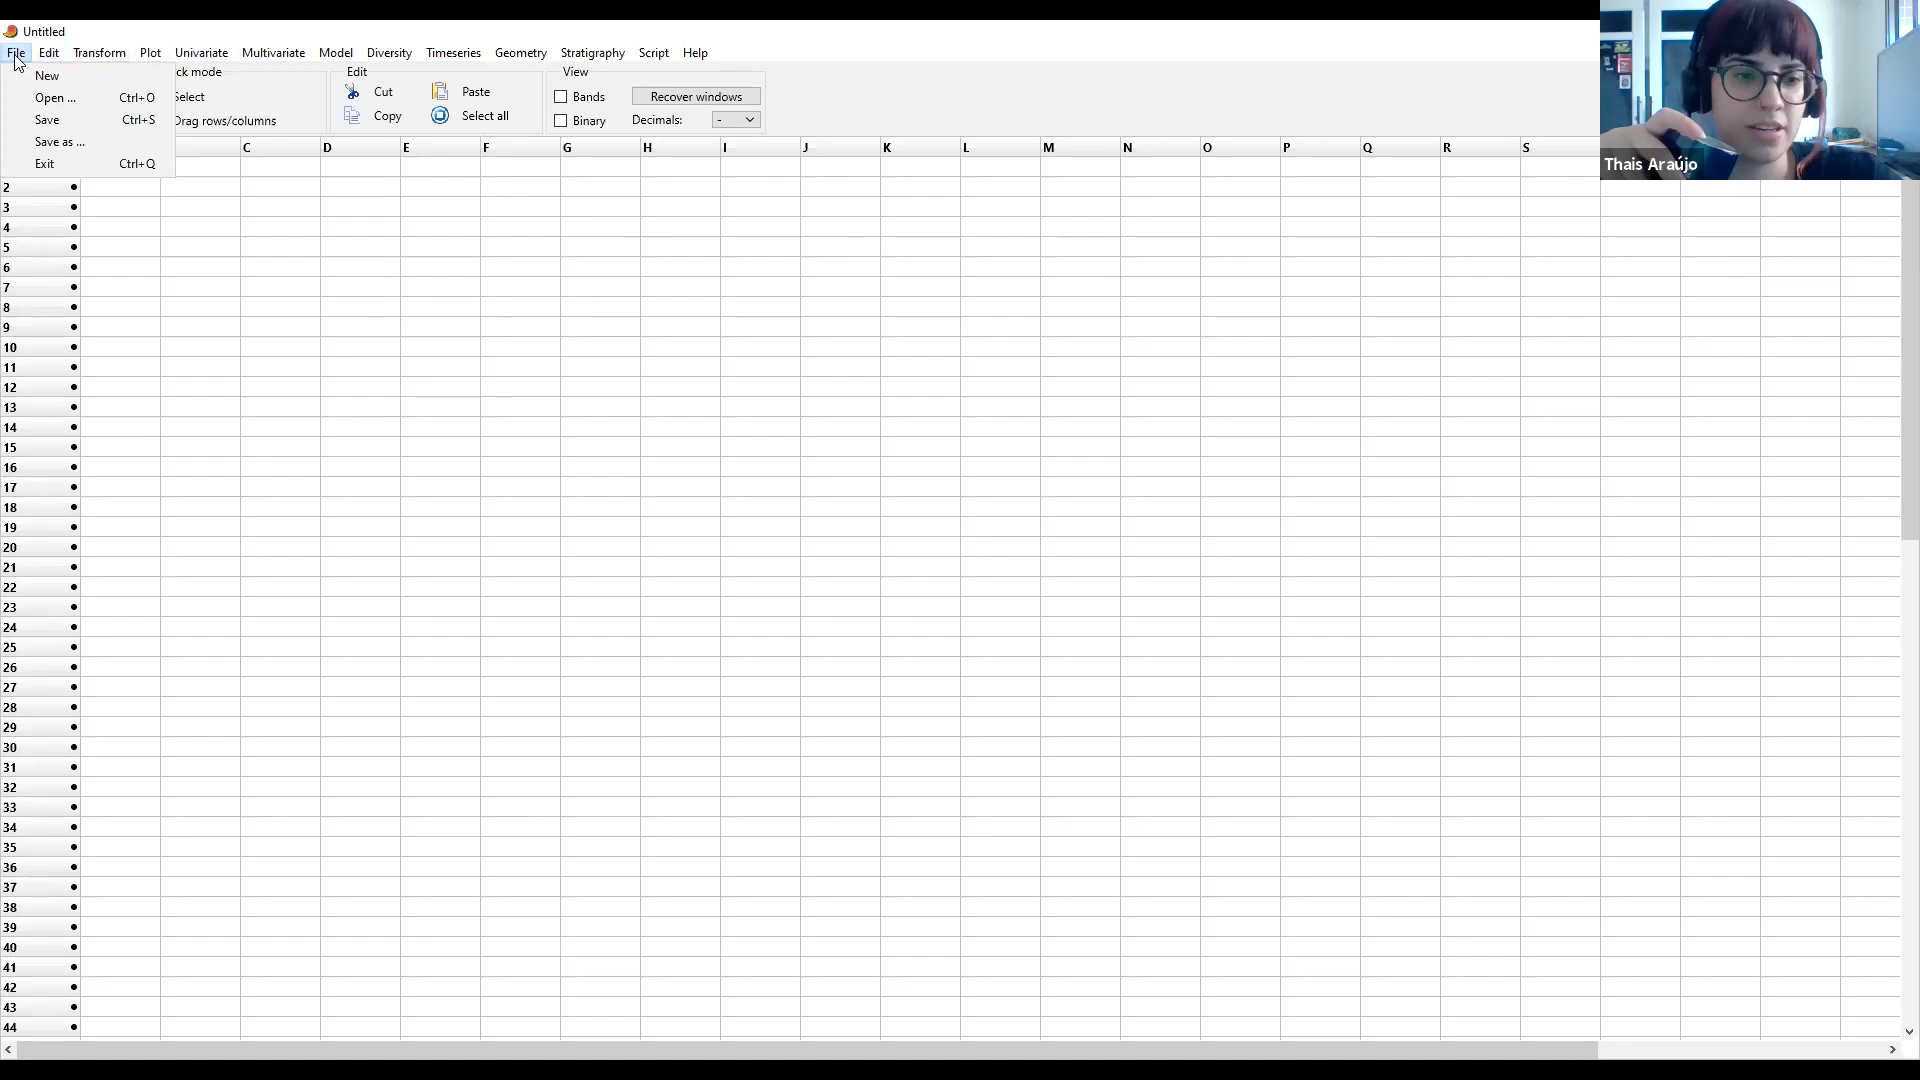 Untitled
File Edit Transform Plot Univariate Multivariate Model Diversity Timeseries Geometry Stratigraphy Script Help
New
Open ... Ctrl+O
Save Ctrl+S
Save as ...
Exit Ctrl+Q
ck mode
Select
Drag rows/columns
Edit
Cut Paste
Copy Select all
View
Bands Recover windows
Binary Decimals: -
Thais Araújo
C D E F G H I J K L M N O P Q R S
2
3
4
5
6
7
8
9
10
11
12
13
14
15
16
17
18
19
20
21
22
23
24
25
26
27
28
29
30
31
32
33
34
35
36
37
38
39
40
41
42
43
44